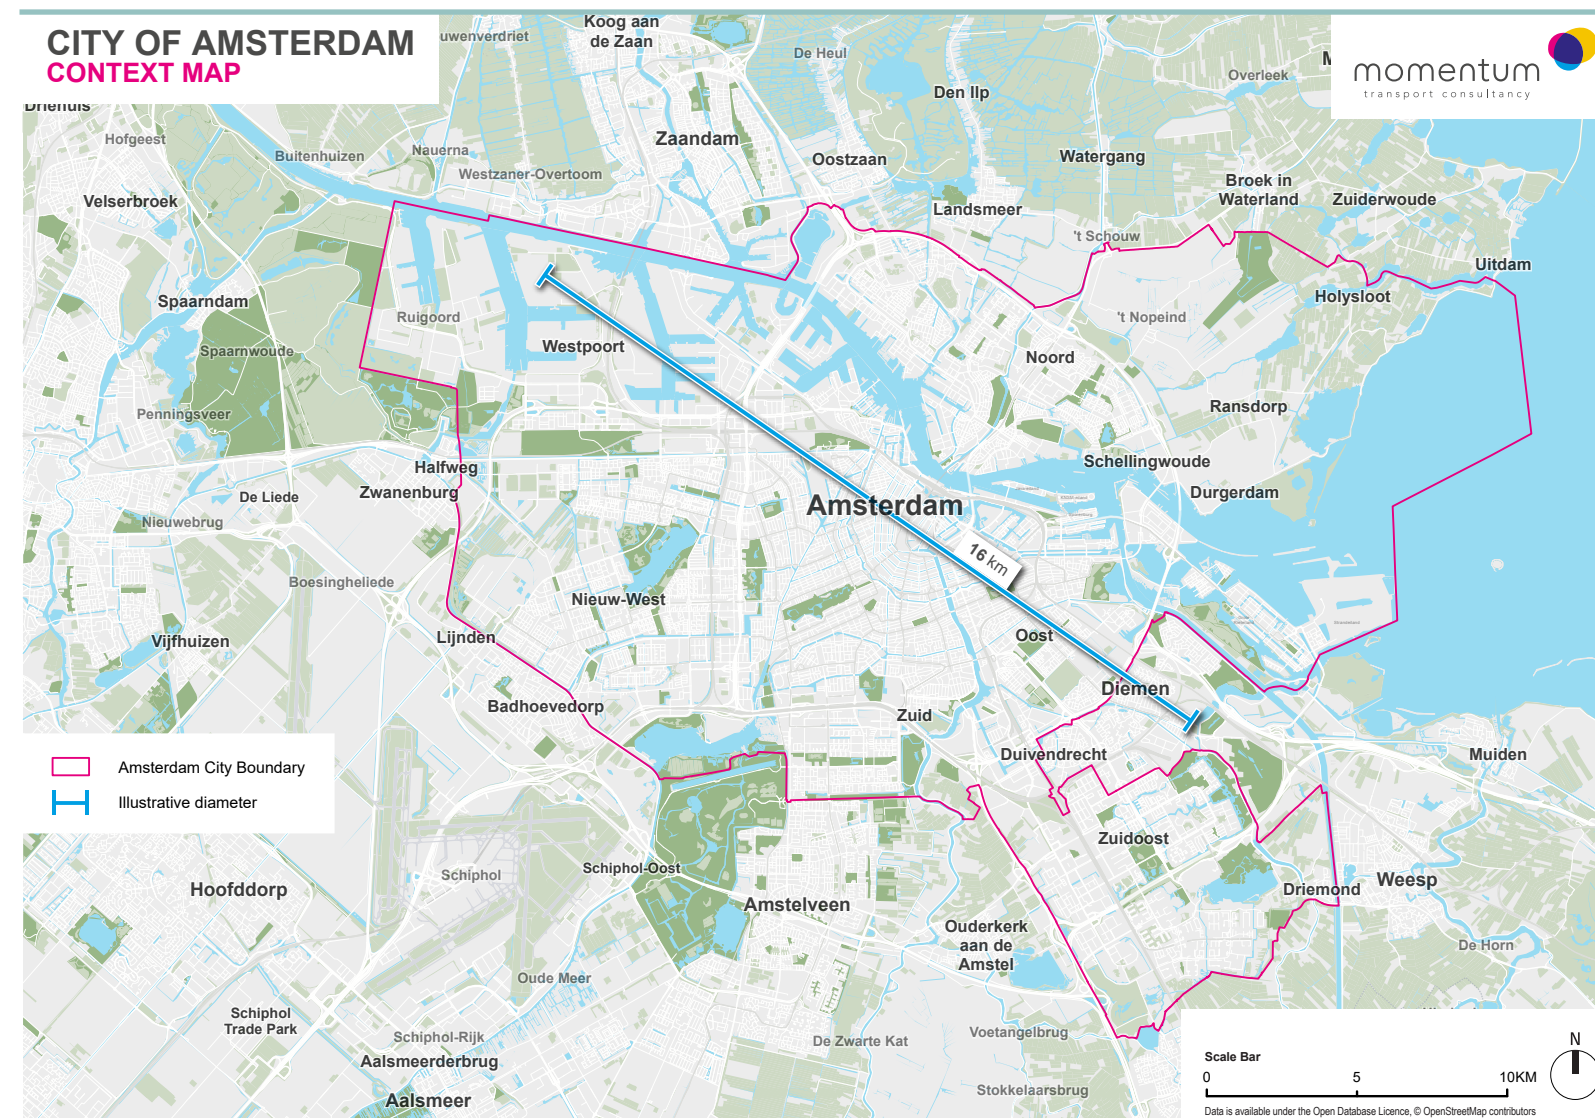 CITY OF AMSTERDAM
CONTEXT MAP
momentum
transport consultancy
Koog aan
de Zaan
De Heul
Overleek
Den Ilp
Driehuis
Hofgeest
Buitenhuizen
Nauerna
Zaandam
Oostzaan
Watergang
Westzaner-Overtoom
Broek in
Waterland
Zuiderwoude
Velserbroek
Landsmeer
't Schouw
Uitdam
Spaarndam
Holysloot
Ruigoord
't Nopeind
Spaarnwoude
Westpoort
Noord
Penningsveer
Ransdorp
Halfweg
Schellingwoude
De Liede
Zwanenburg
Durgerdam
Amsterdam
Nieuwebrug
16 km
Boesingheliede
Nieuw-West
Vijfhuizen
Lijnden
Oost
Diemen
Badhoevedorp
Zuid
Duivendrecht
Muiden
Amsterdam City Boundary
Illustrative diameter
Zuidoost
Schiphol
Schiphol-Oost
Hoofddorp
Driemond
Weesp
Amstelveen
Ouderkerk
aan de
Amstel
De Horn
Oude Meer
Schiphol
Trade Park
Schiphol-Rijk
De Zwarte Kat
Voetangelbrug
Aalsmeerderbrug
Stokkelaarsbrug
Aalsmeer
Scale Bar
0 5 10KM
N
Data is available under the Open Database Licence, © OpenStreetMap contributors